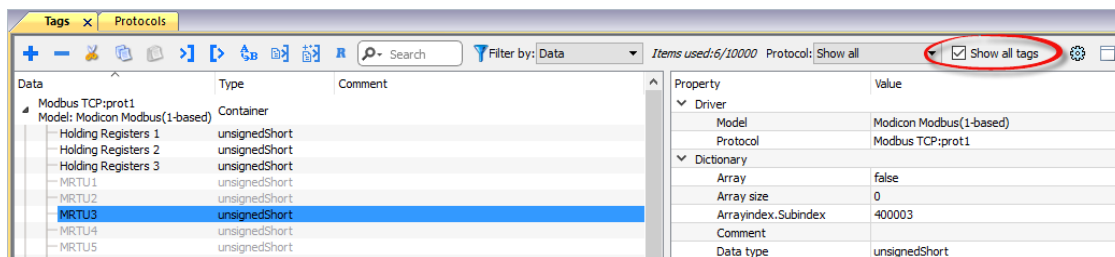 Tags x Protocols
R Search Filter by: Data Items used:6/10000 Protocol: Show all Show all tags
Data Type Comment Property Value
Modbus TCP:prot1
Model: Modicon Modbus(1-based) Container
Driver
Model Modicon Modbus(1-based)
Holding Registers 1 unsignedShort
Protocol Modbus TCP:prot1
Holding Registers 2 unsignedShort
Dictionary
Holding Registers 3 unsignedShort
Array false
MRTU1 unsignedShort
MRTU2 unsignedShort
Array size 0
MRTU3 unsignedShort
Arrayindex.Subindex 400003
MRTU4 unsignedShort
Comment
MRTU5 unsignedShort
Data type unsignedShort